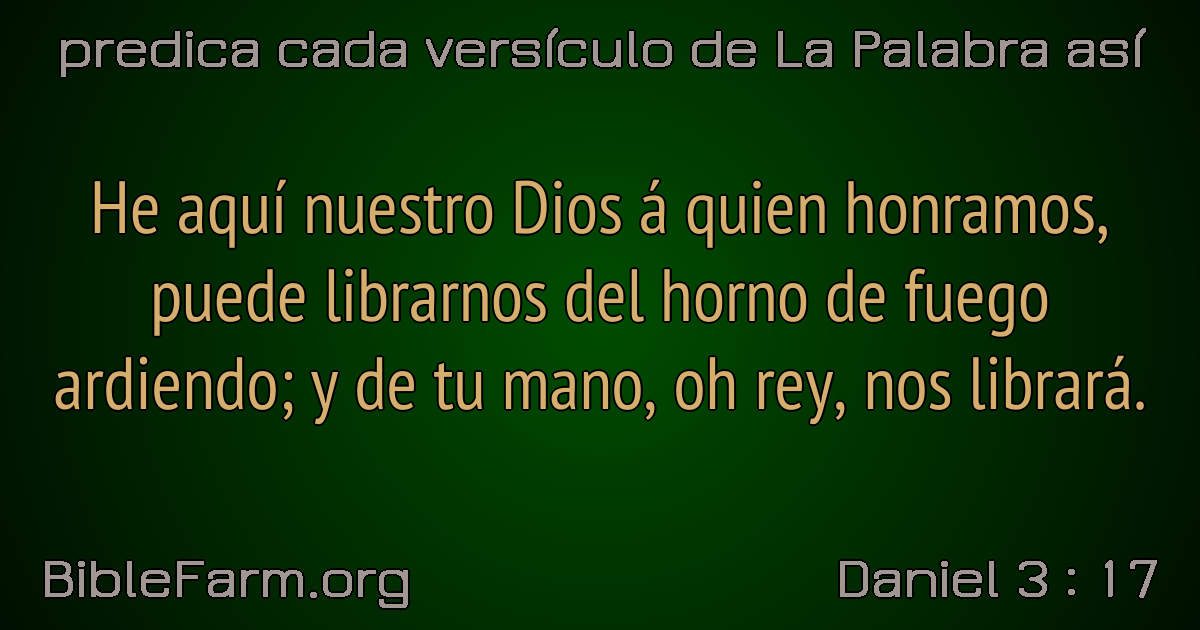 predica cada versículo de La Palabra así
He aquí nuestro Dios á quien honramos,
puede librarnos del horno de fuego
ardiendo; y de tu mano, oh rey, nos librará.
BibleFarm.org
Daniel 3 : 17